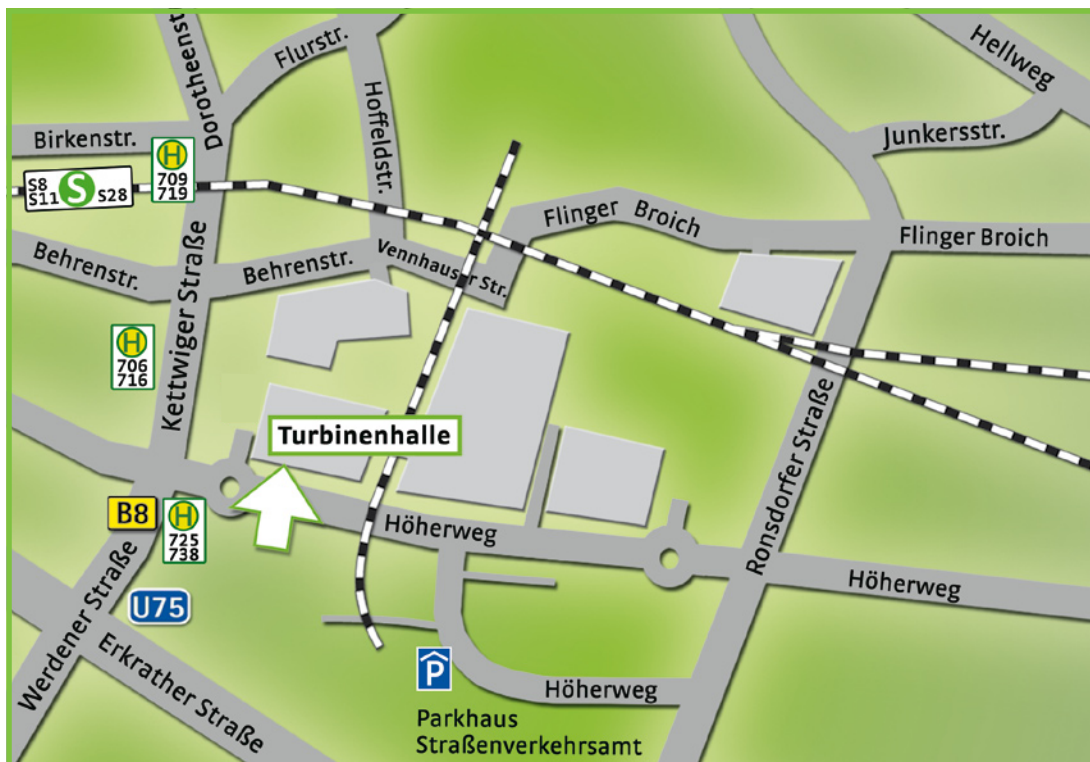 Dorotheenst
Flurstr.
Hellweg
Hoffeldstr.
Birkenstr.
Junkersstr.
H
709
719
S8
S11
S
S28
Flinger Broich
Flinger Broich
Behrenstr.
Behrenstr.
Vennhauser Str.
Kettwiger Straße
H
706
716
Turbinenhalle
Ronsdorfer Straße
B8
H
725
738
Höherweg
Höherweg
U75
Werdener Straße
Erkrather Straße
P
Höherweg
Parkhaus
Straßenverkehrsamt